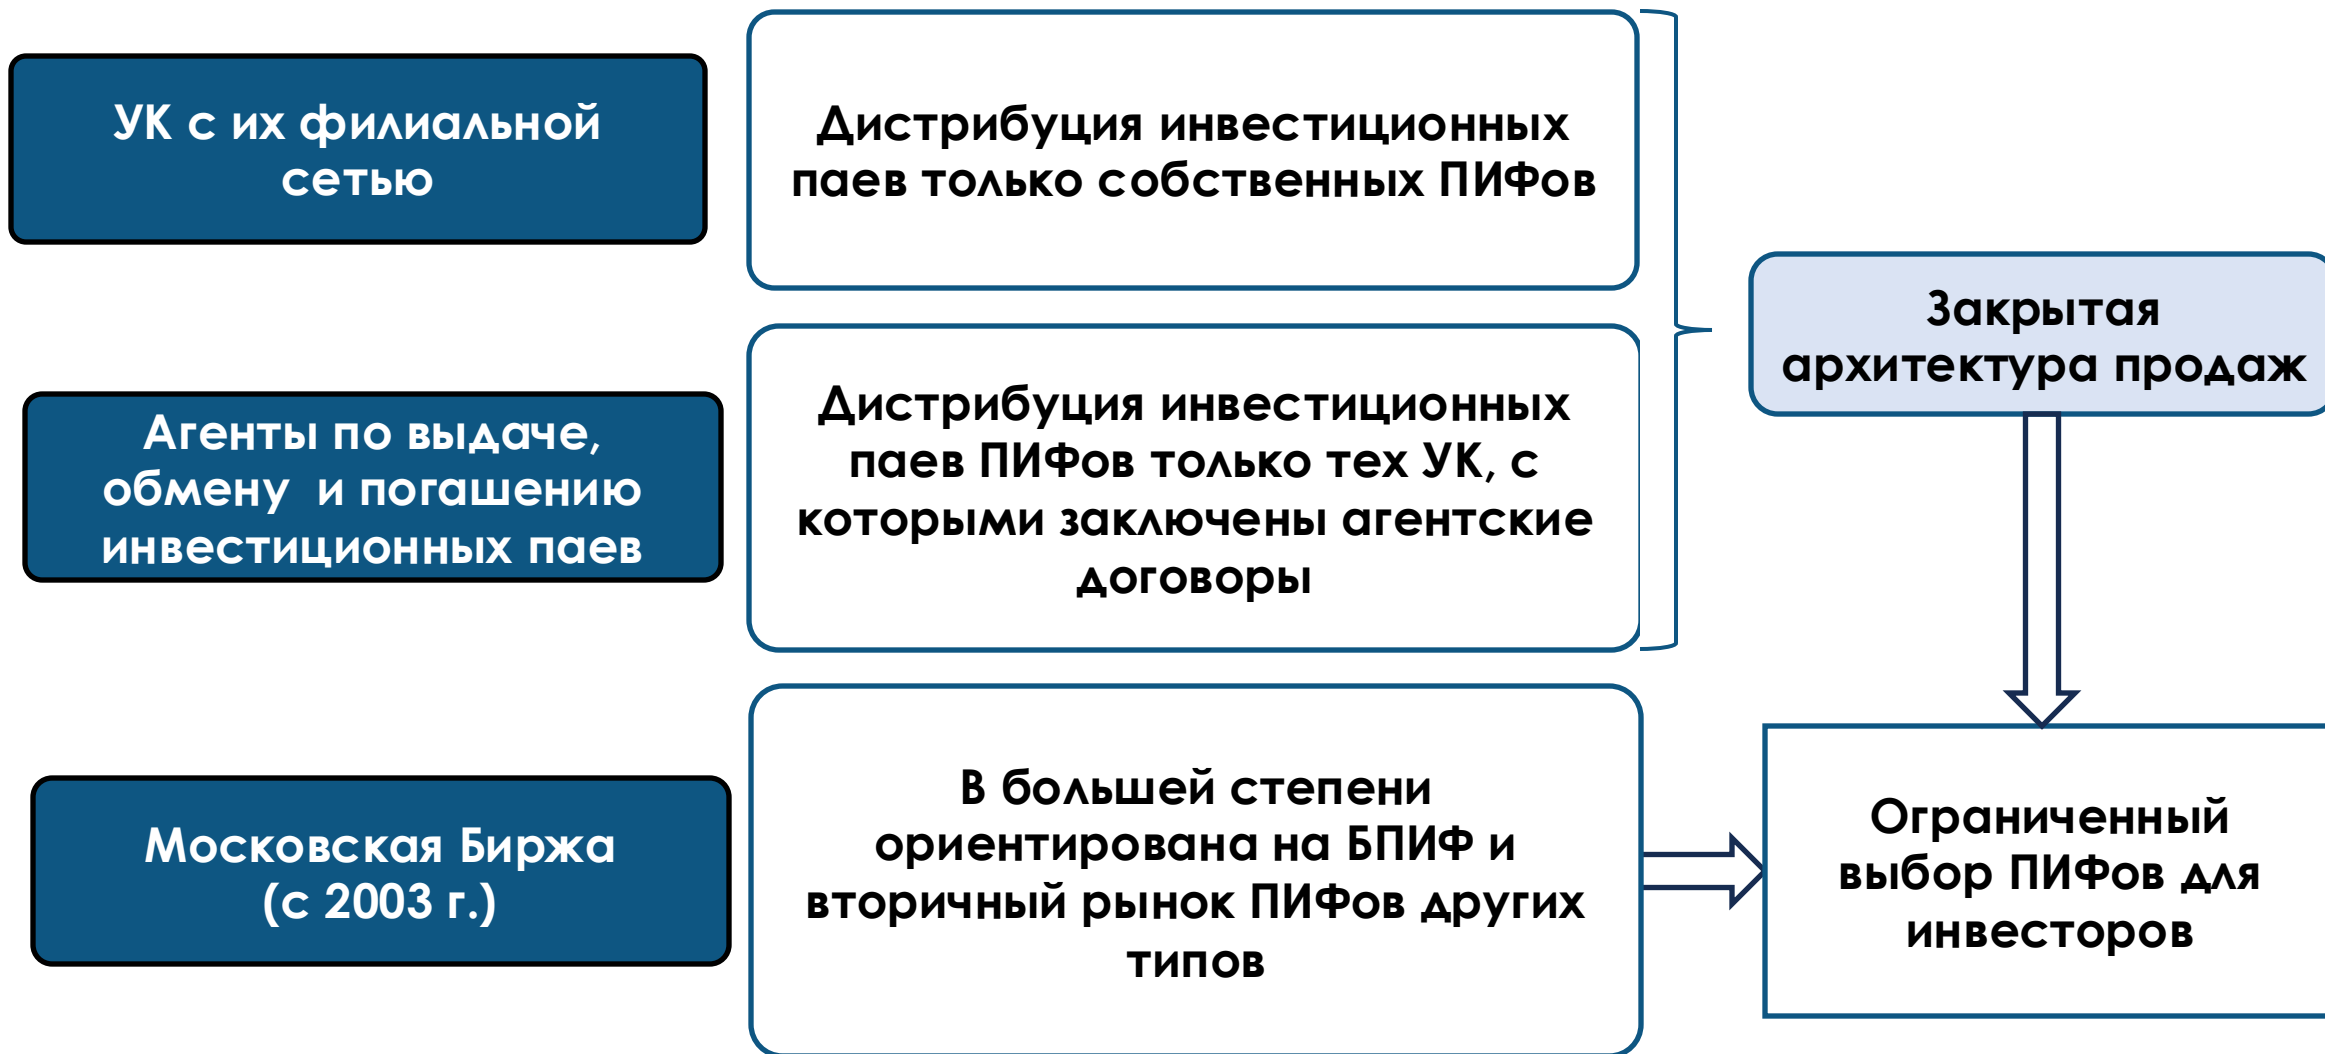 УК с их филиальной
сетью
Дистрибуция инвестиционных
паев только собственных ПИФов
Закрытая
архитектура продаж
Агенты по выдаче,
обмену и погашению
инвестиционных паев
Дистрибуция инвестиционных
паев ПИФов только тех УК, с
которыми заключены агентские
договоры
Московская Биржа
(с 2003 г.)
В большей степени
ориентирована на БПИФ и
вторичный рынок ПИФов других
типов
Ограниченный
выбор ПИФов для
инвесторов